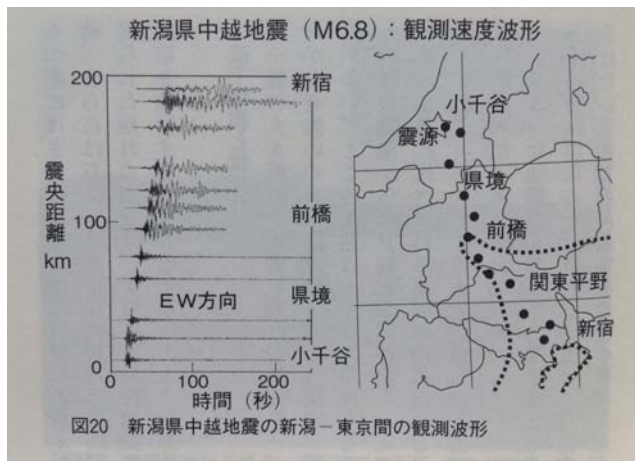 新潟県中越地震（M6.8）：観測速度波形
200
新宿
100
前橋
震央距離
km
EW方向
県境
小千谷
0
0
100
200
時間（秒）
小千谷
震源
県境
前橋
関東平野
新宿
図20 新潟県中越地震の新潟－東京間の観測波形